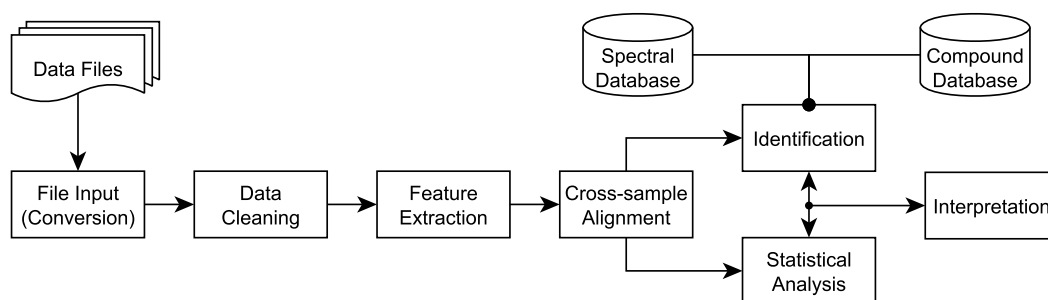 Data Files
Spectral
Database
Compound
Database
Identification
File Input
(Conversion)
Data
Cleaning
Feature
Extraction
Cross-sample
Alignment
Interpretation
Statistical
Analysis